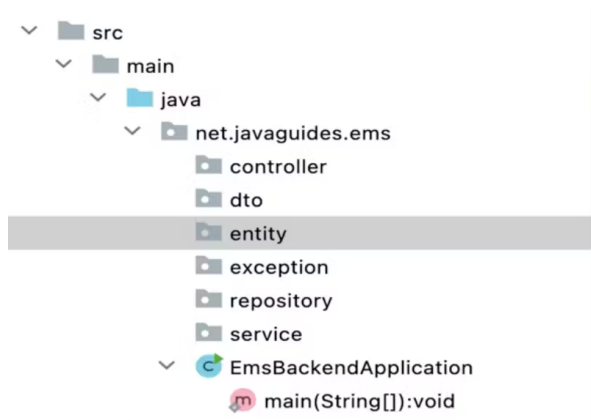 src
main
java
net.javaguides.ems
controller
dto
entity
exception
repository
service
C EmsBackendApplication
m main(String[]):void